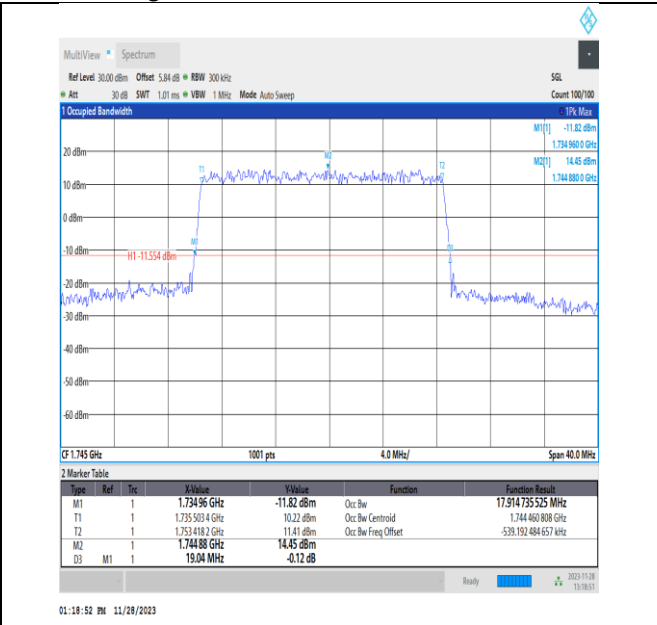 MultiView Spectrum
Ref Level 30.00 dBm Offset 5.84 dB RBW 300 kHz SGL
Att 30 dB SWT 1.01 ms VBW 1 MHz Mode Auto Sweep Count 100/100
1 Occupied Bandwidth 1Pk Max
M1[1] -11.82 dBm
1.734 960 0 GHz
M2[1] 14.45 dBm
1.744 880 0 GHz
20 dBm
M2
T1
T2
10 dBm
0 dBm
M1
-10 dBm
H1 -11.554 dBm
-20 dBm
-30 dBm
-40 dBm
-50 dBm
-60 dBm
CF 1.745 GHz 1001 pts 4.0 MHz/ Span 40.0 MHz
2 Marker Table
Type Ref Trc X-Value Y-Value Function Function Result
M1 1 1.734 96 GHz -11.82 dBm Occ Bw 17.914 735 525 MHz
T1 1 1.735 503 4 GHz 10.22 dBm Occ Bw Centroid 1.744 460 808 GHz
T2 1 1.753 418 2 GHz 11.41 dBm Occ Bw Freq Offset -539.192 484 657 kHz
M2 1 1.744 88 GHz 14.45 dBm
D3 M1 1 19.04 MHz -0.12 dB
Ready 2023-11-28
13:18:51
01:18:52 PM 11/28/2023